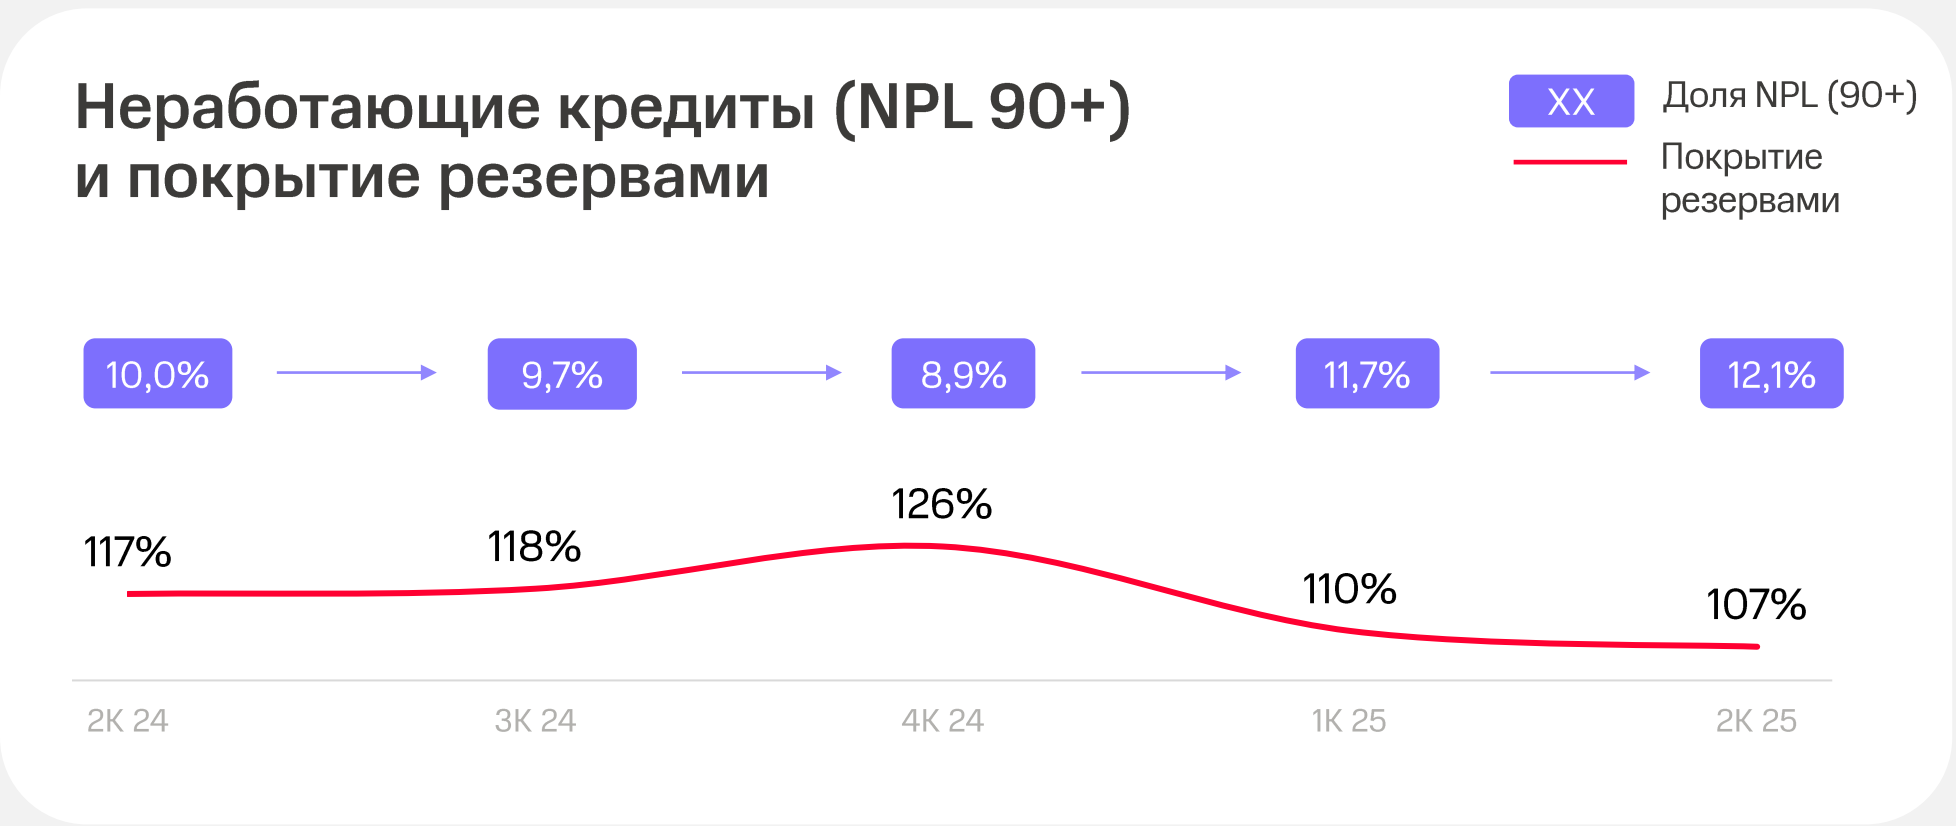 Неработающие кредиты (NPL 90+)
и покрытие резервами
XX Доля NPL (90+)
Покрытие
резервами
10,0% 9,7% 8,9% 11,7% 12,1%
117% 118% 126% 110% 107%
2К 24 3К 24 4К 24 1К 25 2К 25